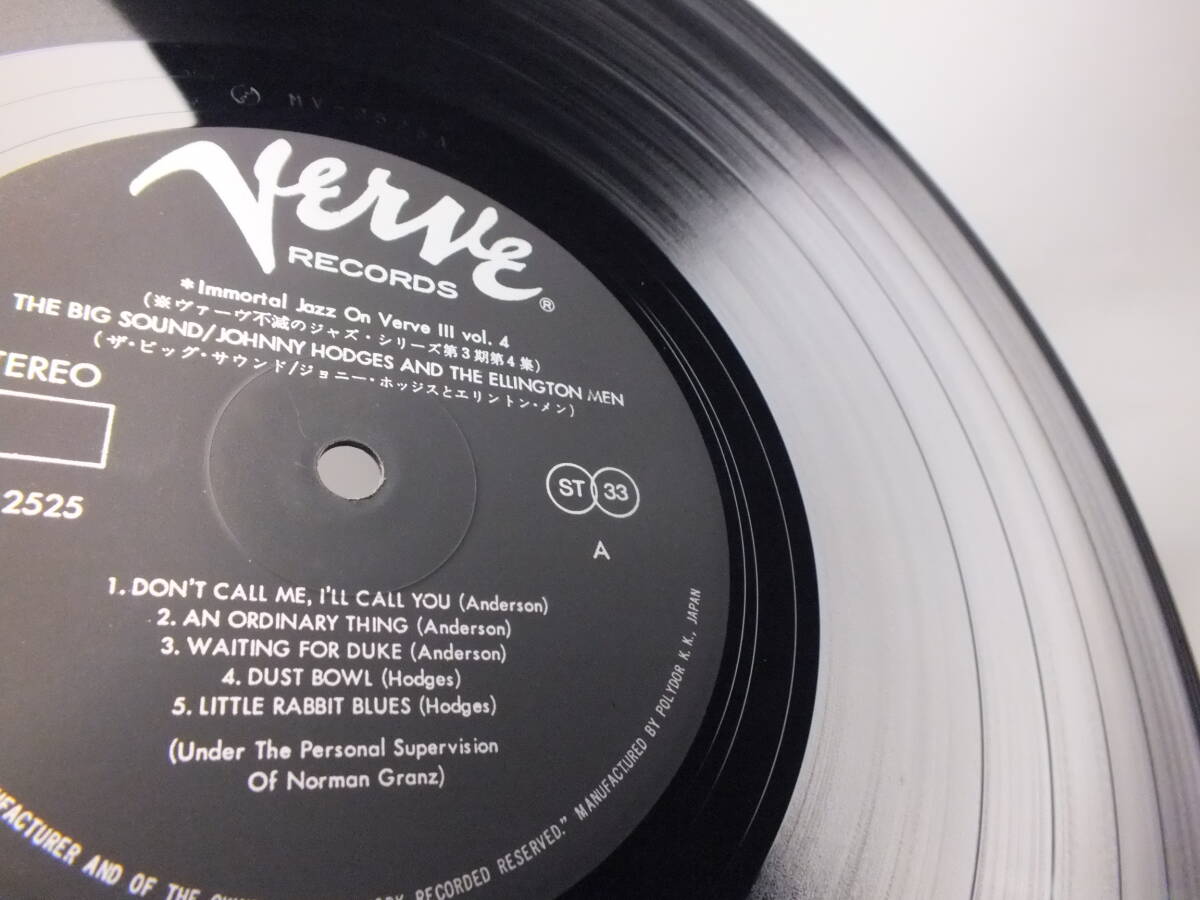 Verve
RECORDS ®
*Immortal Jazz On Verve III vol. 4
(※ヴァーヴ不滅のジャズ・シリーズ第3期第4集)
THE BIG SOUND/JOHNNY HODGES AND THE ELLINGTON MEN
(ザ・ビッグ・サウンド/ジョニー・ホッジスとエリントン・メン)
STEREO
2525
ST 33
A
1. DON'T CALL ME, I'LL CALL YOU (Anderson)
2. AN ORDINARY THING (Anderson)
3. WAITING FOR DUKE (Anderson)
4. DUST BOWL (Hodges)
5. LITTLE RABBIT BLUES (Hodges)
(Under The Personal Supervision
Of Norman Granz)
AND OF THE RECORDED RESERVED." MANUFACTURED BY POLYDOR K. K., JAPAN